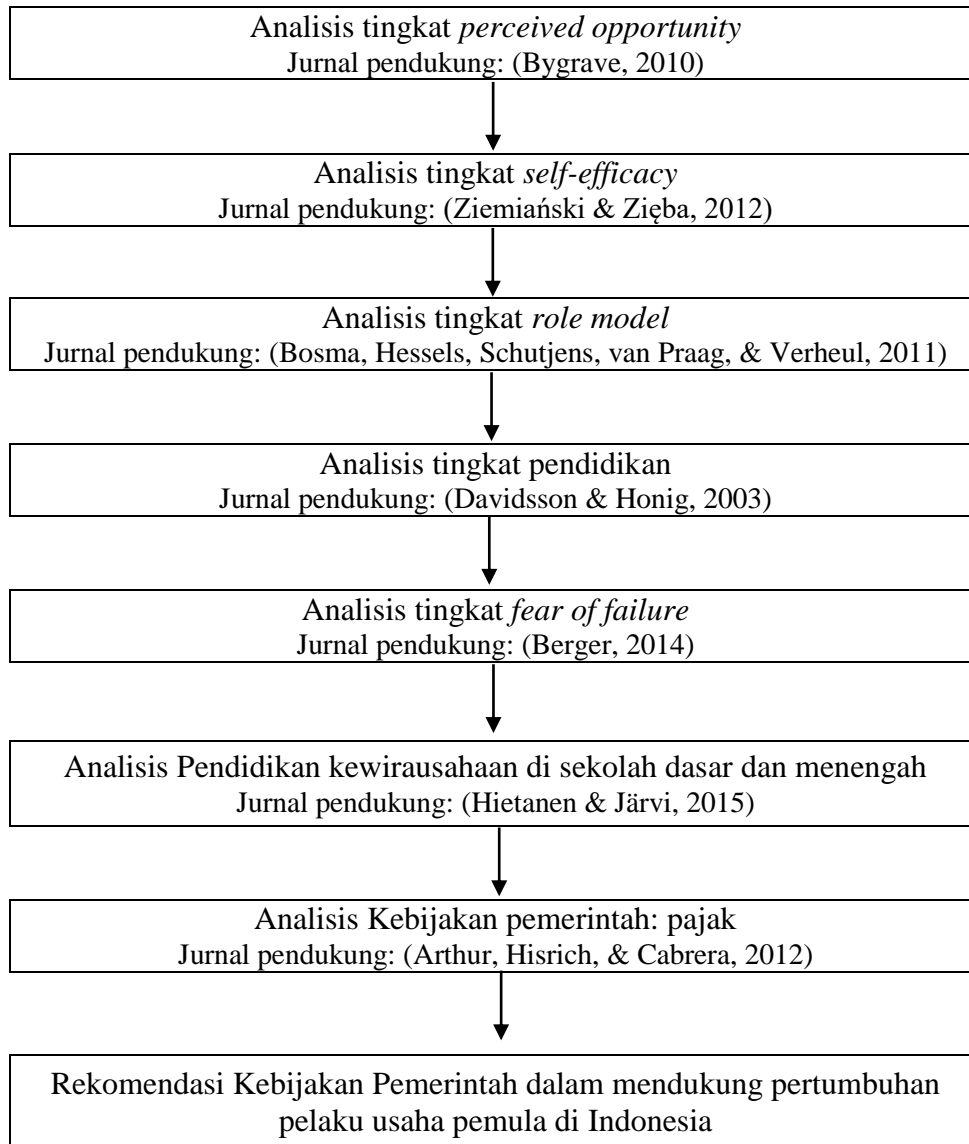 Analisis tingkat perceived opportunity
Jurnal pendukung: (Bygrave, 2010)
Analisis tingkat self-efficacy
Jurnal pendukung: (Ziemiański & Zięba, 2012)
Analisis tingkat role model
Jurnal pendukung: (Bosma, Hessels, Schutjens, van Praag, & Verheul, 2011)
Analisis tingkat pendidikan
Jurnal pendukung: (Davidsson & Honig, 2003)
Analisis tingkat fear of failure
Jurnal pendukung: (Berger, 2014)
Analisis Pendidikan kewirausahaan di sekolah dasar dan menengah
Jurnal pendukung: (Hietanen & Järvi, 2015)
Analisis Kebijakan pemerintah: pajak
Jurnal pendukung: (Arthur, Hisrich, & Cabrera, 2012)
Rekomendasi Kebijakan Pemerintah dalam mendukung pertumbuhan
pelaku usaha pemula di Indonesia